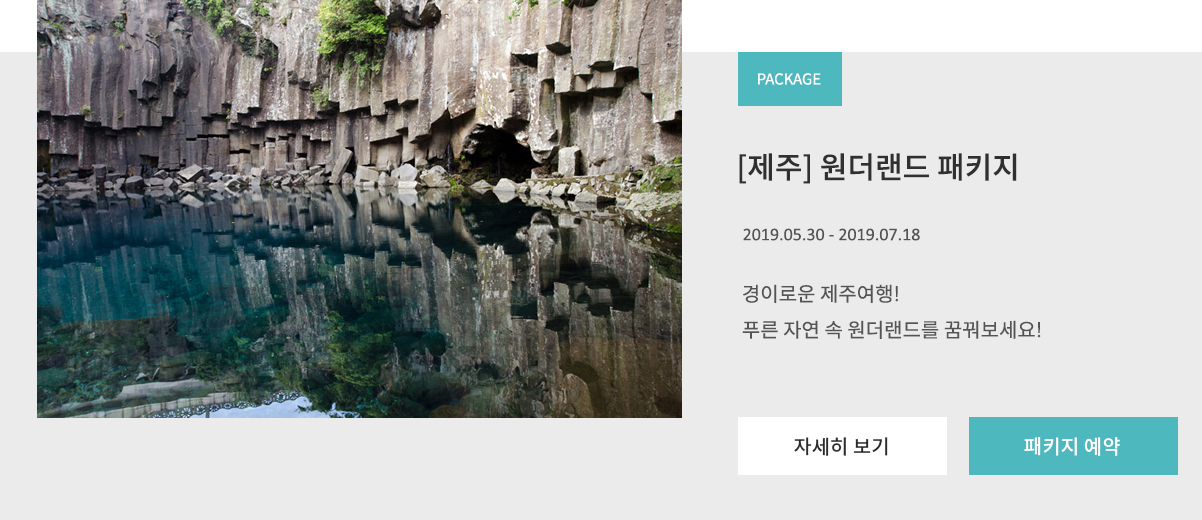 PACKAGE
[제주] 원더랜드 패키지
2019.05.30 - 2019.07.18
경이로운 제주여행!
푸른 자연 속 원더랜드를 꿈꿔보세요!
자세히 보기
패키지 예약